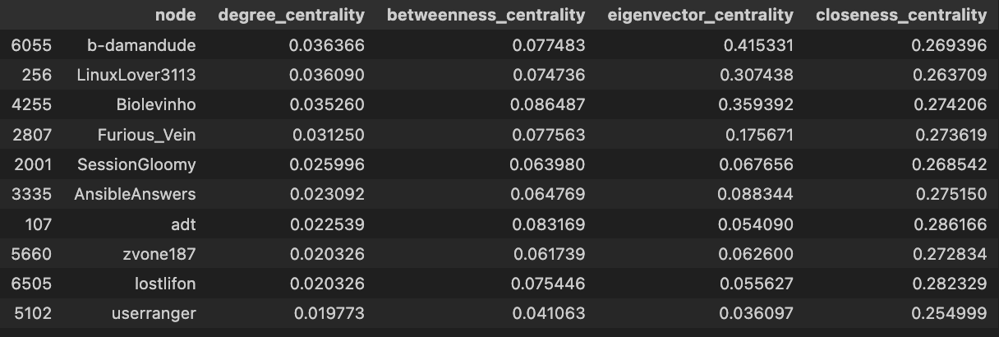 node degree_centrality betweenness_centrality eigenvector_centrality closeness_centrality
6055 b-damandude 0.036366 0.077483 0.415331 0.269396
256 LinuxLover3113 0.036090 0.074736 0.307438 0.263709
4255 Biolevinho 0.035260 0.086487 0.359392 0.274206
2807 Furious_Vein 0.031250 0.077563 0.175671 0.273619
2001 SessionGloomy 0.025996 0.063980 0.067656 0.268542
3335 AnsibleAnswers 0.023092 0.064769 0.088344 0.275150
107 adt 0.022539 0.083169 0.054090 0.286166
5660 zvone187 0.020326 0.061739 0.062600 0.272834
6505 lostlifon 0.020326 0.075446 0.055627 0.282329
5102 userranger 0.019773 0.041063 0.036097 0.254999